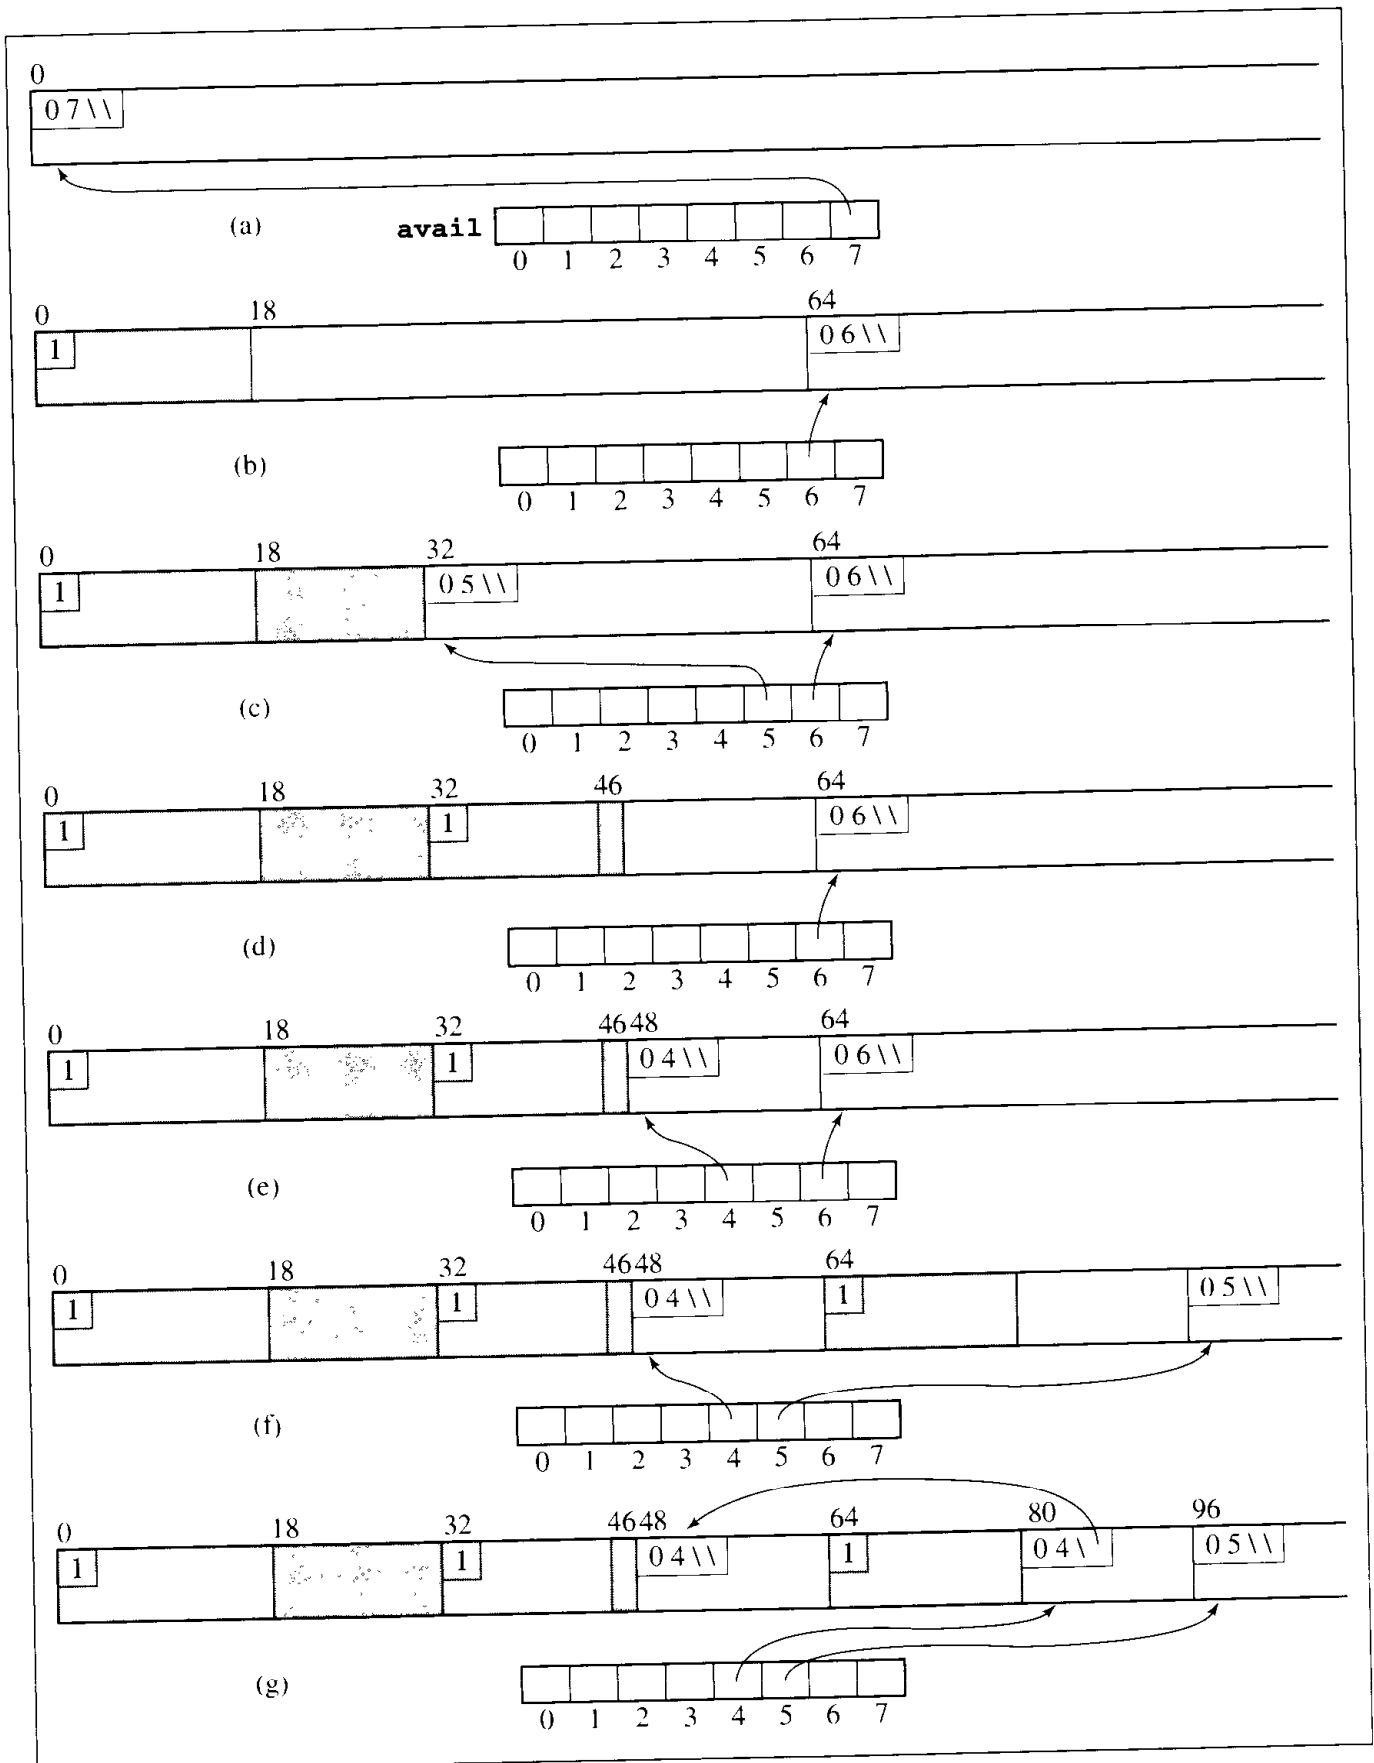 0
0 7 \ \
(a) avail
0 1 2 3 4 5 6 7
0 18 64
1 0 6 \ \
(b)
0 1 2 3 4 5 6 7
0 18 32 64
1 0 5 \ \ 0 6 \ \
(c)
0 1 2 3 4 5 6 7
0 18 32 46 64
1 1 0 6 \ \
(d)
0 1 2 3 4 5 6 7
0 18 32 46 48 64
1 1 0 4 \ \ 0 6 \ \
(e)
0 1 2 3 4 5 6 7
0 18 32 46 48 64
1 1 0 4 \ \ 1 0 5 \ \
(f)
0 1 2 3 4 5 6 7
0 18 32 46 48 64 80 96
1 1 0 4 \ \ 1 0 4 \ 0 5 \ \
(g)
0 1 2 3 4 5 6 7